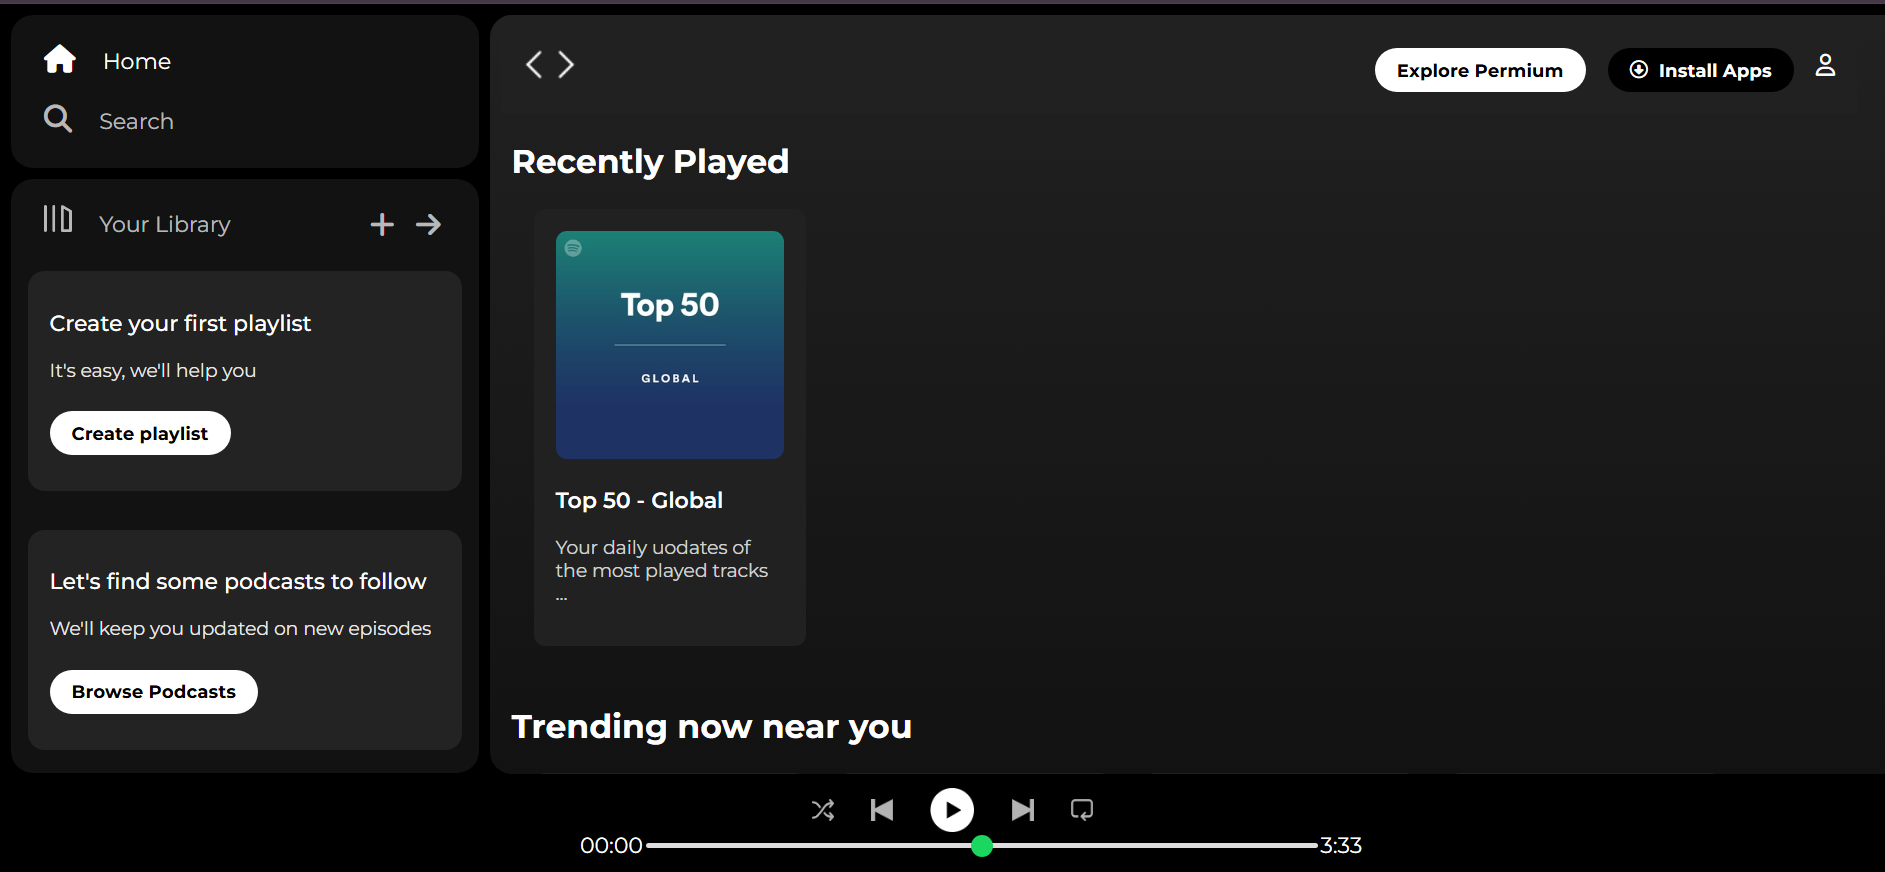 Home
Search
Your Library
Create your first playlist
It's easy, we'll help you
Create playlist
Let's find some podcasts to follow
We'll keep you updated on new episodes
Browse Podcasts
Explore Permium
Install Apps
Recently Played
Top 50
GLOBAL
Top 50 - Global
Your daily uodates of
the most played tracks
...
Trending now near you
00:00
3:33